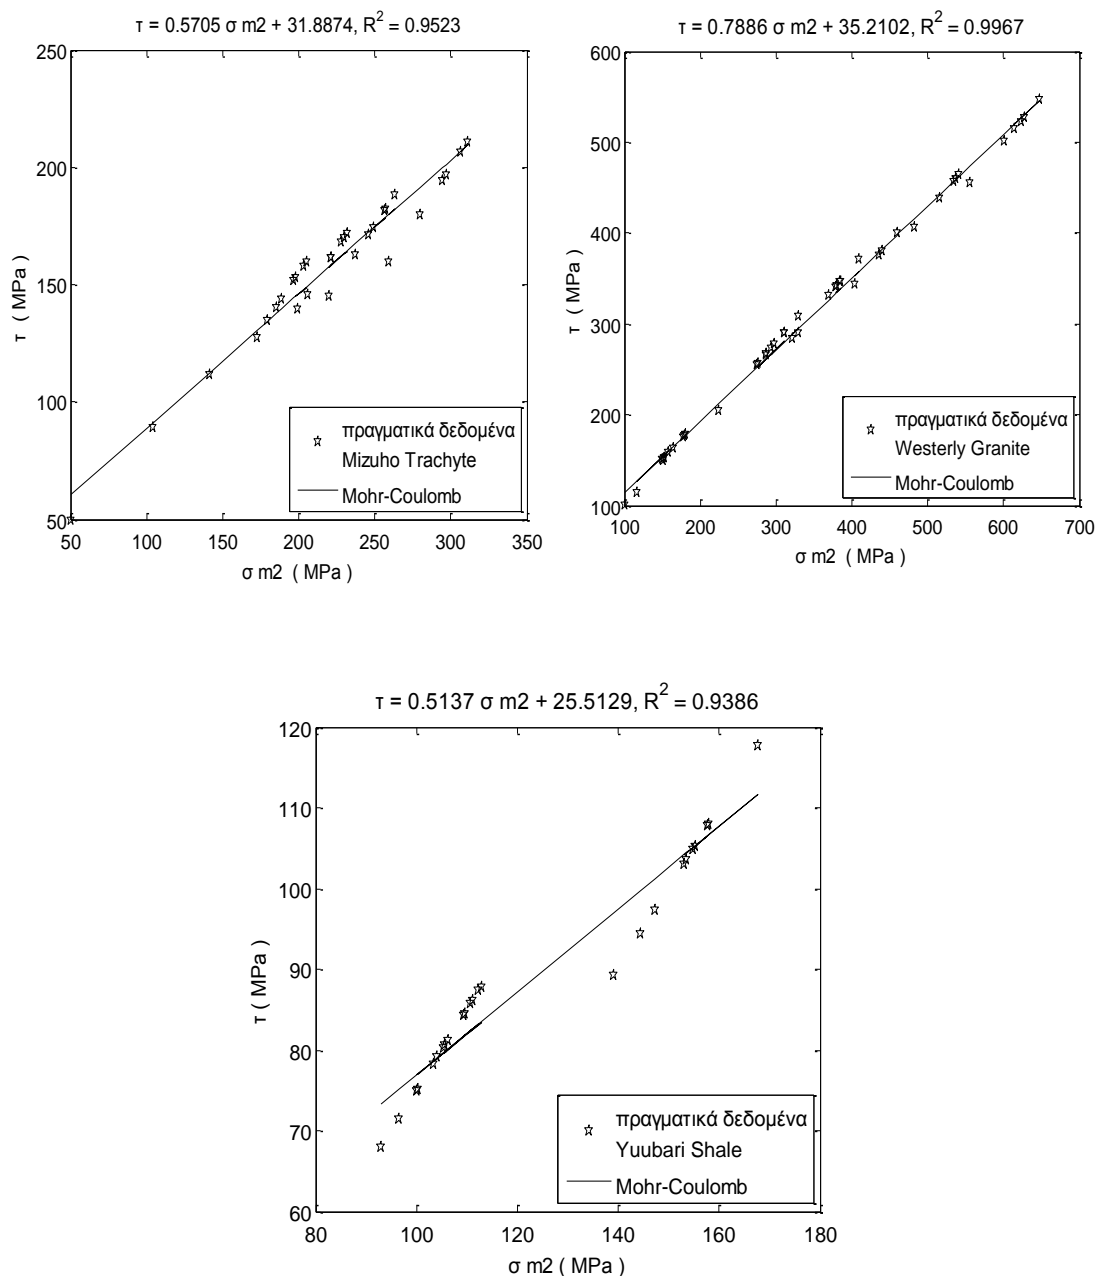 τ = 0.5705 σ m2 + 31.8874, R² = 0.9523
250
200
150
100
50
τ ( MPa )
50 100 150 200 250 300 350
σ m2 ( MPa )
πραγματικά δεδομένα
Mizuho Trachyte
Mohr-Coulomb
τ = 0.7886 σ m2 + 35.2102, R² = 0.9967
600
500
400
300
200
100
τ ( MPa )
100 200 300 400 500 600 700
σ m2 ( MPa )
πραγματικά δεδομένα
Westerly Granite
Mohr-Coulomb
τ = 0.5137 σ m2 + 25.5129, R² = 0.9386
120
110
100
90
80
70
60
τ ( MPa )
80 100 120 140 160 180
σ m2 ( MPa )
πραγματικά δεδομένα
Yuubari Shale
Mohr-Coulomb